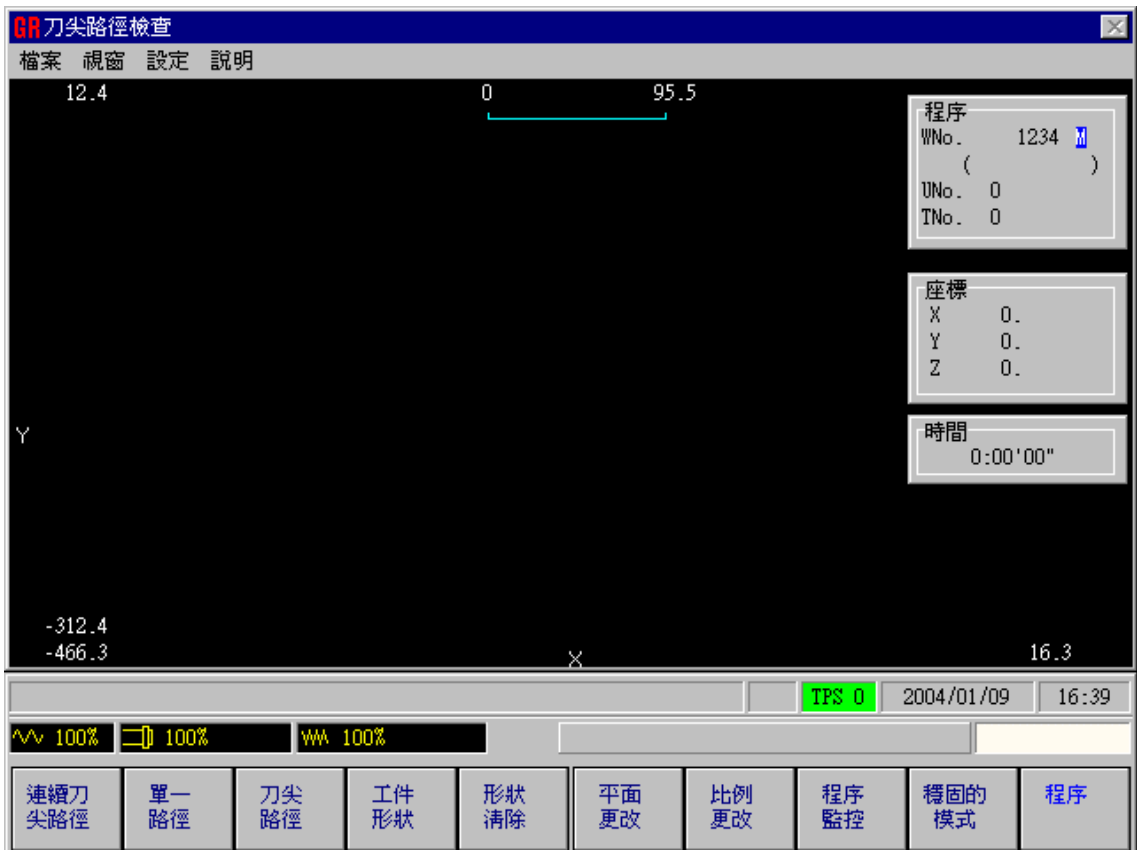 GR刀尖路徑檢查
檔案 視窗 設定 說明
12.4 0 95.5
程序
WNo. 1234 M
( )
UNo. 0
TNo. 0
座標
X 0.
Y 0.
Z 0.
Y
時間
0:00'00"
-312.4
-466.3 X 16.3
TPS 0 2004/01/09 16:39
100% 100% 100%
連續刀
尖路徑
單一
路徑
刀尖
路徑
工件
形狀
形狀
清除
平面
更改
比例
更改
程序
監控
穩固的
模式
程序